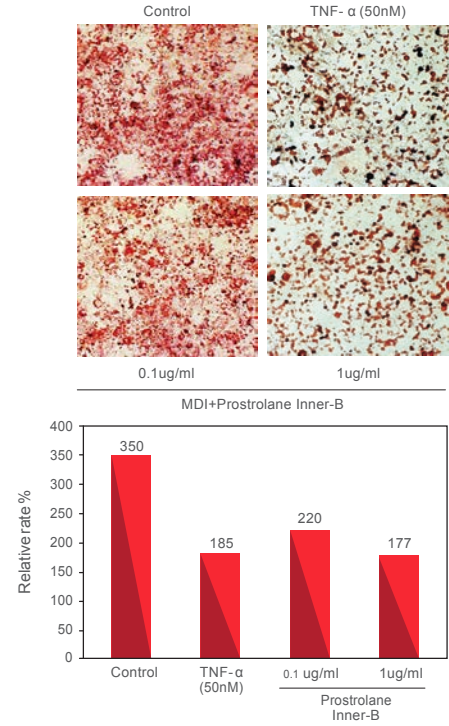 Control
TNF- α (50nM)
0.1ug/ml
1ug/ml
MDI+Prostrolane Inner-B
Relative rate %
400
350
300
250
200
150
100
50
0
350
185
220
177
Control
TNF- α
(50nM)
0.1 ug/ml
1ug/ml
Prostrolane
Inner-B